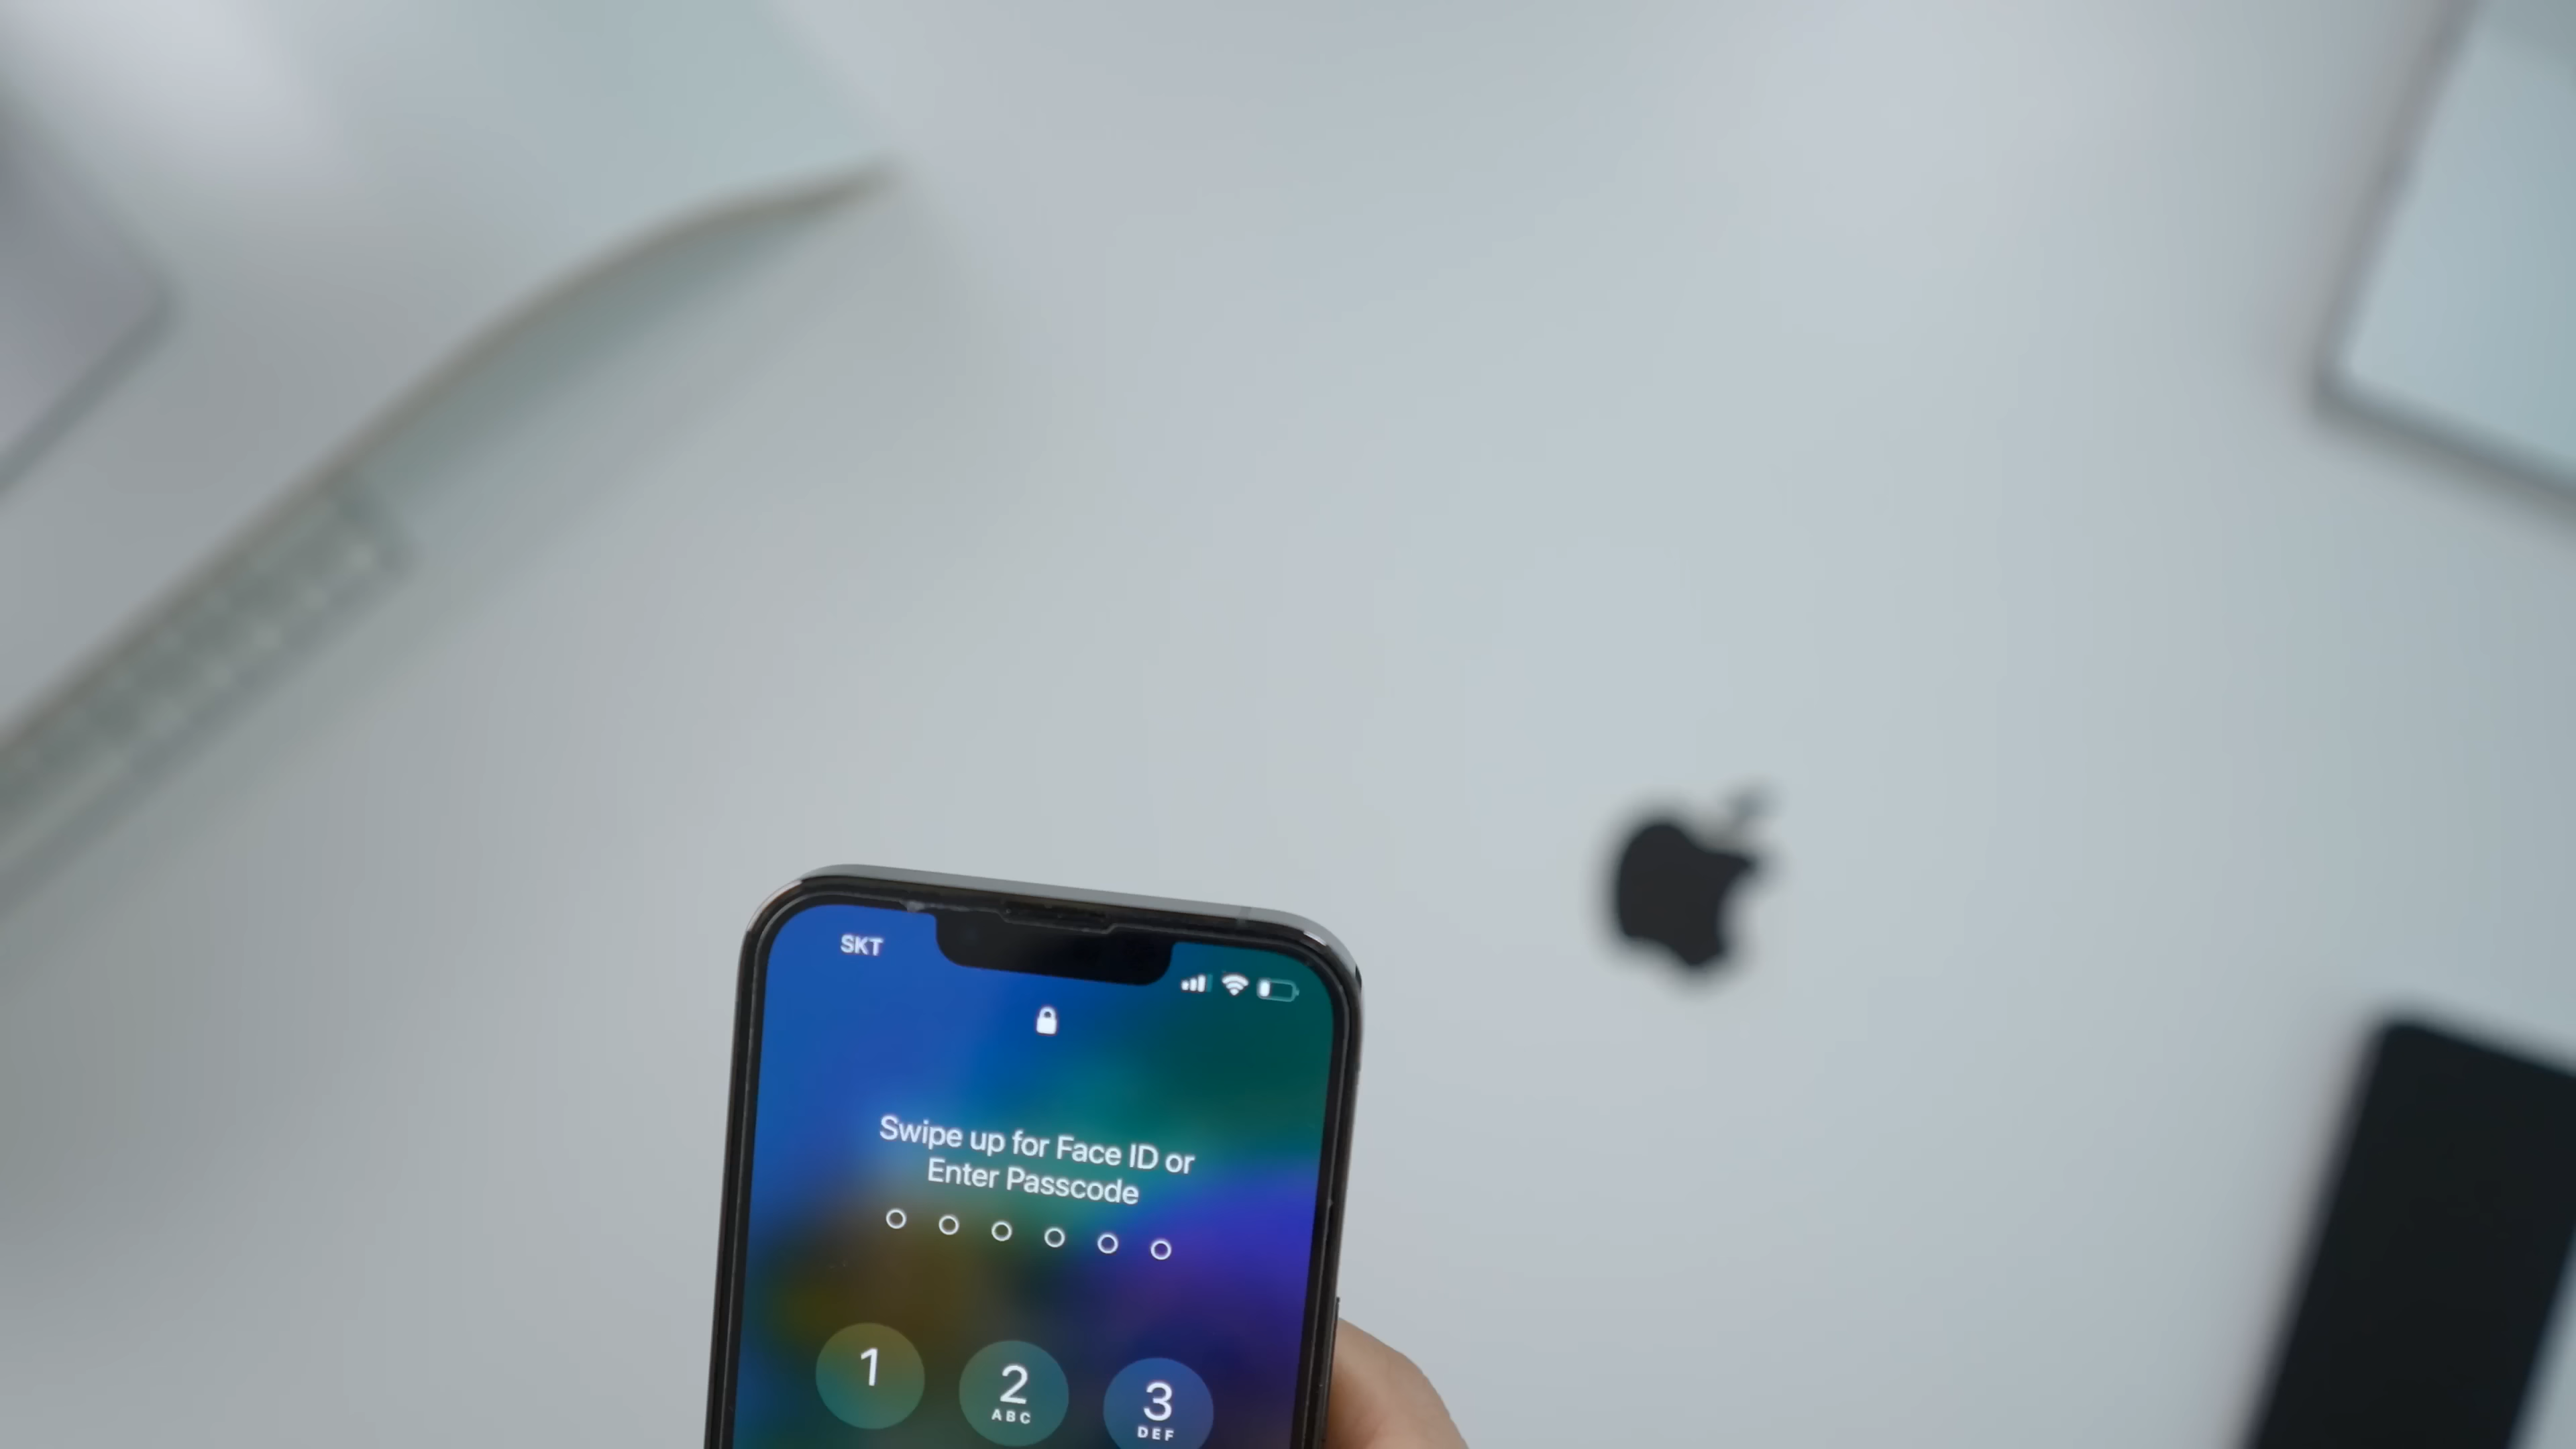 SKT
Swipe up for Face ID or
Enter Passcode
1
2
ABC
3
DEF